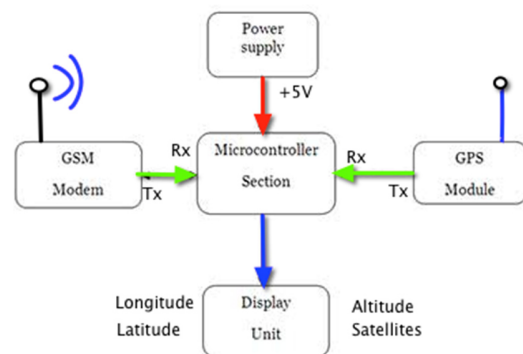 Power
supply
+5V
GSM
Modem
Rx
Tx
Microcontroller
Section
Rx
Tx
GPS
Module
Longitude
Latitude
Display
Unit
Altitude
Satellites